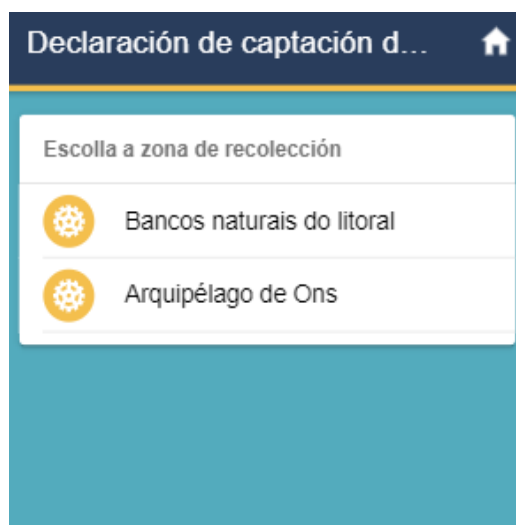 Declaración de captación d...
Escolla a zona de recolección
Bancos naturais do litoral
Arquipélago de Ons